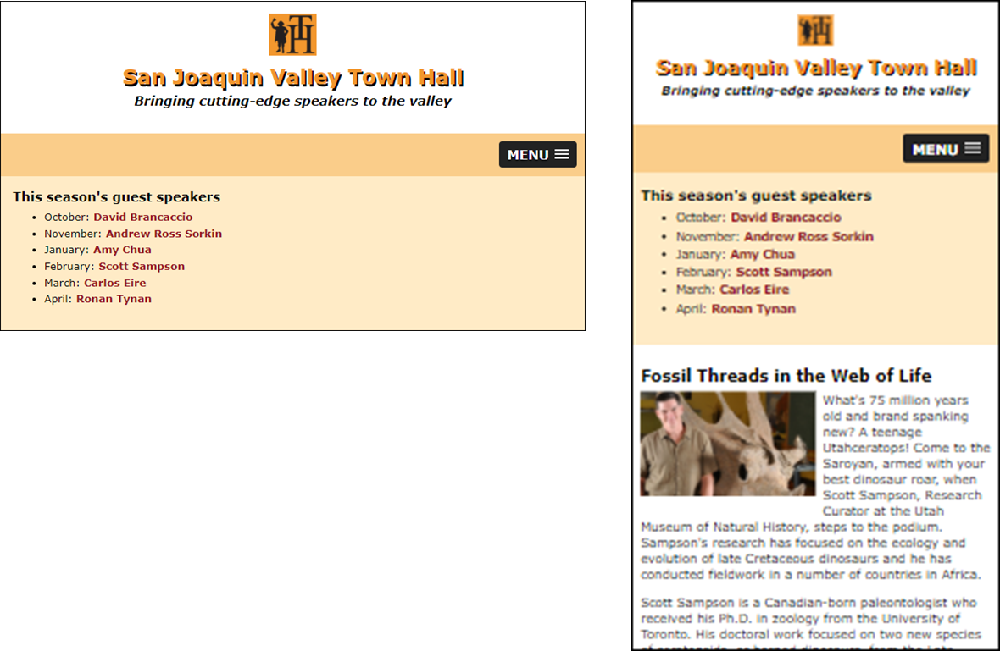 TH
San Joaquin Valley Town Hall
Bringing cutting-edge speakers to the valley
MENU
This season's guest speakers
• October: David Brancaccio
• November: Andrew Ross Sorkin
• January: Amy Chua
• February: Scott Sampson
• March: Carlos Eire
• April: Ronan Tynan
TH
San Joaquin Valley Town Hall
Bringing cutting-edge speakers to the valley
MENU
This season's guest speakers
• October: David Brancaccio
• November: Andrew Ross Sorkin
• January: Amy Chua
• February: Scott Sampson
• March: Carlos Eire
• April: Ronan Tynan
Fossil Threads in the Web of Life
What's 75 million years
old and brand spanking
new? A teenage
Utahceratops! Come to the
Saroyan, armed with your
best dinosaur roar, when
Scott Sampson, Research
Curator at the Utah
Museum of Natural History, steps to the podium.
Sampson's research has focused on the ecology and
evolution of late Cretaceous dinosaurs and he has
conducted fieldwork in a number of countries in Africa.
Scott Sampson is a Canadian-born paleontologist who
received his Ph.D. in zoology from the University of
Toronto. His doctoral work focused on two new species